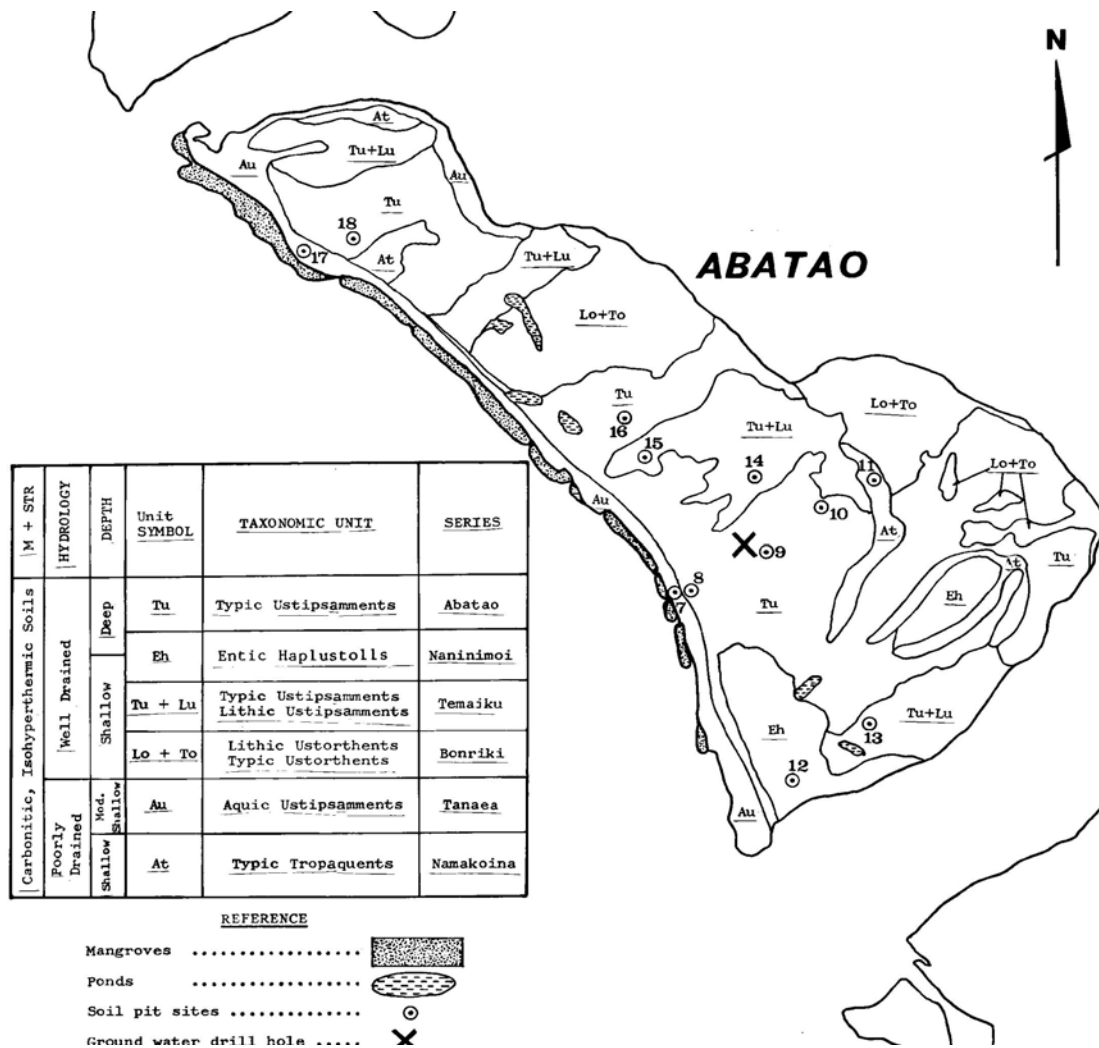 N
ABATAO
At
Tu+Lu
Au
Au
Tu
18
17
At
Tu+Lu
Lo+To
Tu
16
15
Tu+Lu
14
Lo+To
11
10
Lo+To
At
9
Au
8
7
Tu
At
Tu
Eh
Eh
Tu+Lu
13
12
Au
M + STR
HYDROLOGY
DEPTH
Unit SYMBOL
TAXONOMIC UNIT
SERIES
Carbonitic, Isohyperthermic Soils
Well Drained
Deep
Tu
Typic Ustipsamments
Abatao
Shallow
Eh
Entic Haplustolls
Naninimoi
Tu + Lu
Typic Ustipsamments
Lithic Ustipsamments
Temaiku
Lo + To
Lithic Ustorthents
Typic Ustorthents
Bonriki
Poorly Drained
Mod. Shallow
Au
Aquic Ustipsamments
Tanaea
Shallow
At
Typic Tropaquents
Namakoina
REFERENCE
Mangroves ..................
Ponds ..................
Soil pit sites ..............
Ground water drill hole .....